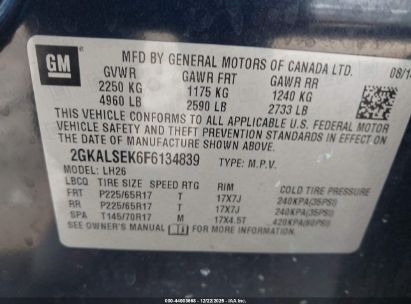 GM
MFD BY GENERAL MOTORS OF CANADA LTD. 08/1
GVWR GAWR FRT GAWR RR
2250 KG 1175 KG 1240 KG
4960 LB 2590 LB 2733 LB
THIS VEHICLE CONFORMS TO ALL APPLICABLE U.S. FEDERAL
MOTOR VEHICLE SAFETY AND THEFT PREVENTION STANDARDS IN EFFECT ON
THE DATE OF MANUFACTURE SHOWN ABOVE.
2GKALSEK6F6134839 TYPE: M.P.V.
MODEL: LH26
LBCQ TIRE SIZE SPEED RTG RIM COLD TIRE PRESSURE
FRT P225/65R17 T 17X7J 240KPA(35PSI)
RR P225/65R17 T 17X7J 240KPA(35PSI)
SPA T145/70R17 M 17X4.5T 420KPA(60PSI)
SEE OWNER'S MANUAL FOR ADDITIONAL INFORMATION.